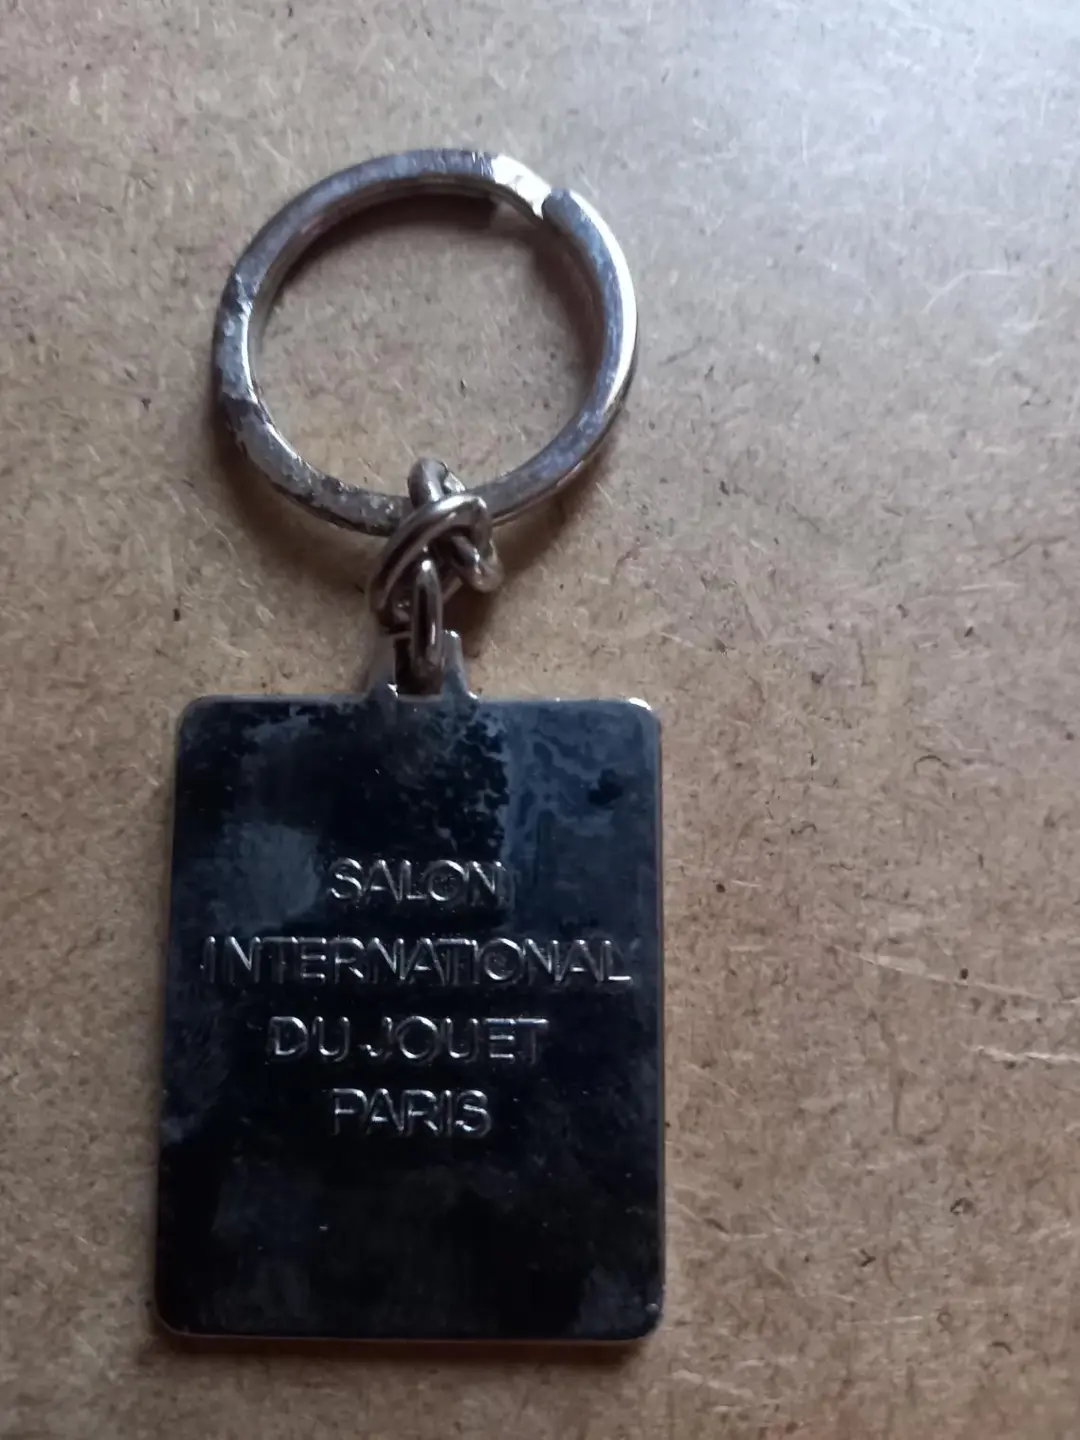 SALON
INTERNATIONAL
DU JOUET
PARIS